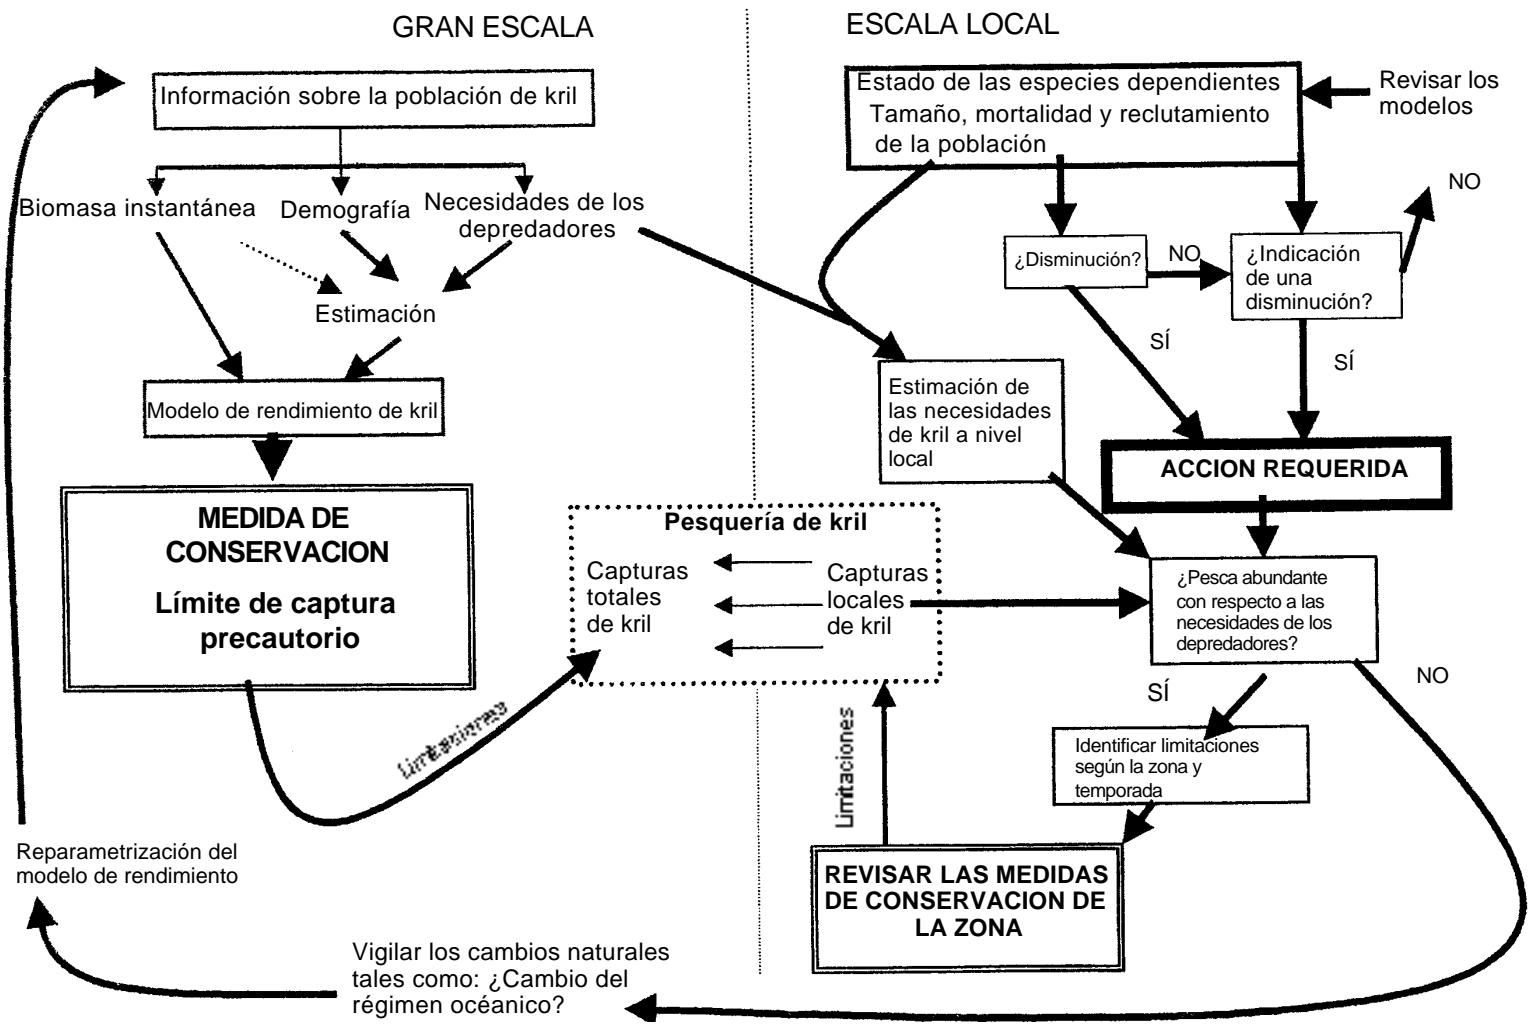 GRAN ESCALA
ESCALA LOCAL
Información sobre la población de kril
Biomasa instantánea
Demografía
Necesidades de los
depredadores
Estimación
Modelo de rendimiento de kril
MEDIDA DE
CONSERVACION
Límite de captura
precautorio
Limitaciones
Reparametrización del
modelo de rendimiento
Vigilar los cambios naturales
tales como: ¿Cambio del
régimen océanico?
Pesquería de kril
Capturas
totales
de kril
Capturas
locales
de kril
Estado de las especies dependientes
Tamaño, mortalidad y reclutamiento
de la población
Revisar los
modelos
¿Disminución?
NO
¿Indicación
de una
disminución?
NO
SÍ
SÍ
Estimación de
las necesidades
de kril a nivel
local
ACCION REQUERIDA
¿Pesca abundante
con respecto a las
necesidades de los
depredadores?
SÍ
NO
Identificar limitaciones
según la zona y
temporada
Limitaciones
REVISAR LAS MEDIDAS
DE CONSERVACION DE
LA ZONA